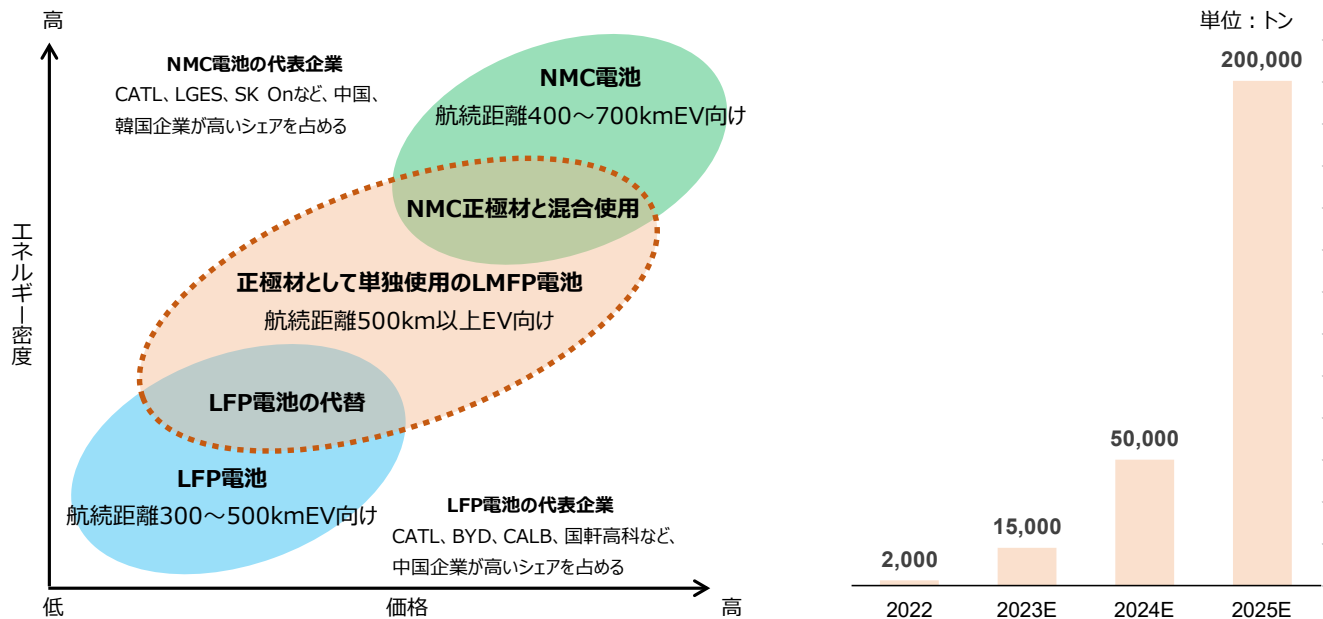 高
NMC電池の代表企業
CATL、LGES、SK Onなど、中国、
韓国企業が高いシェアを占める
NMC電池
航続距離400～700kmEV向け
NMC正極材と混合使用
エネルギー密度
正極材として単独使用のLMFP電池
航続距離500km以上EV向け
LFP電池の代替
LFP電池
航続距離300～500kmEV向け
LFP電池の代表企業
CATL、BYD、CALB、国軒高科など、
中国企業が高いシェアを占める
低
価格
高
単位：トン
200,000
50,000
15,000
2,000
2022
2023E
2024E
2025E